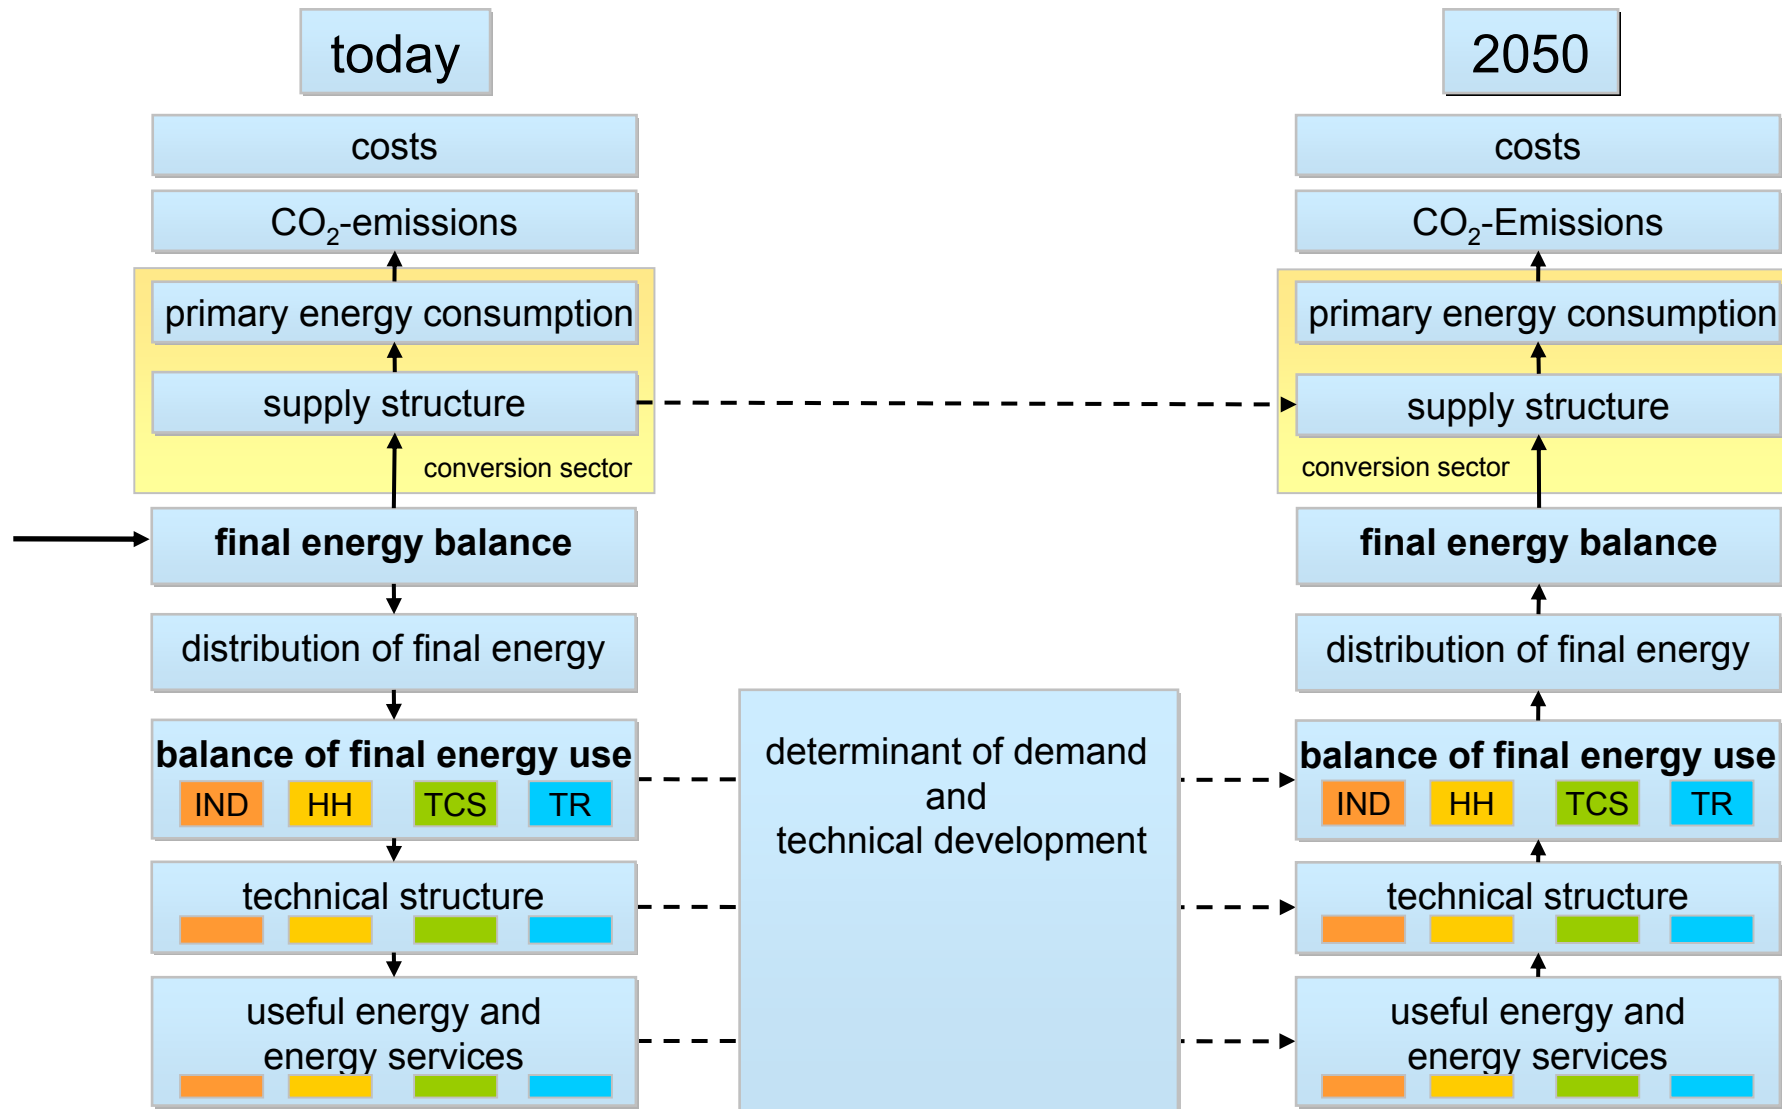 today
costs
CO₂-emissions
primary energy consumption
supply structure
conversion sector
final energy balance
distribution of final energy
balance of final energy use
IND HH TCS TR
technical structure
useful energy and
energy services
determinant of demand
and
technical development
2050
costs
CO₂-Emissions
primary energy consumption
supply structure
conversion sector
final energy balance
distribution of final energy
balance of final energy use
IND HH TCS TR
technical structure
useful energy and
energy services